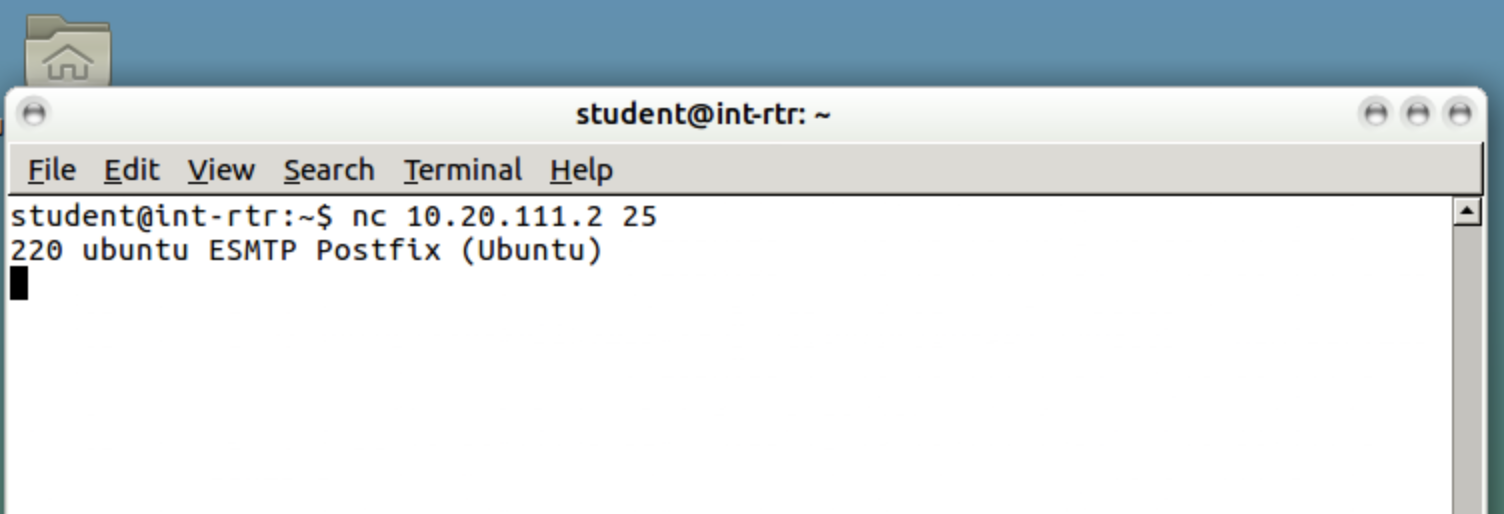 student@int-rtr: ~
File Edit View Search Terminal Help
student@int-rtr:~$ nc 10.20.111.2 25
220 ubuntu ESMTP Postfix (Ubuntu)